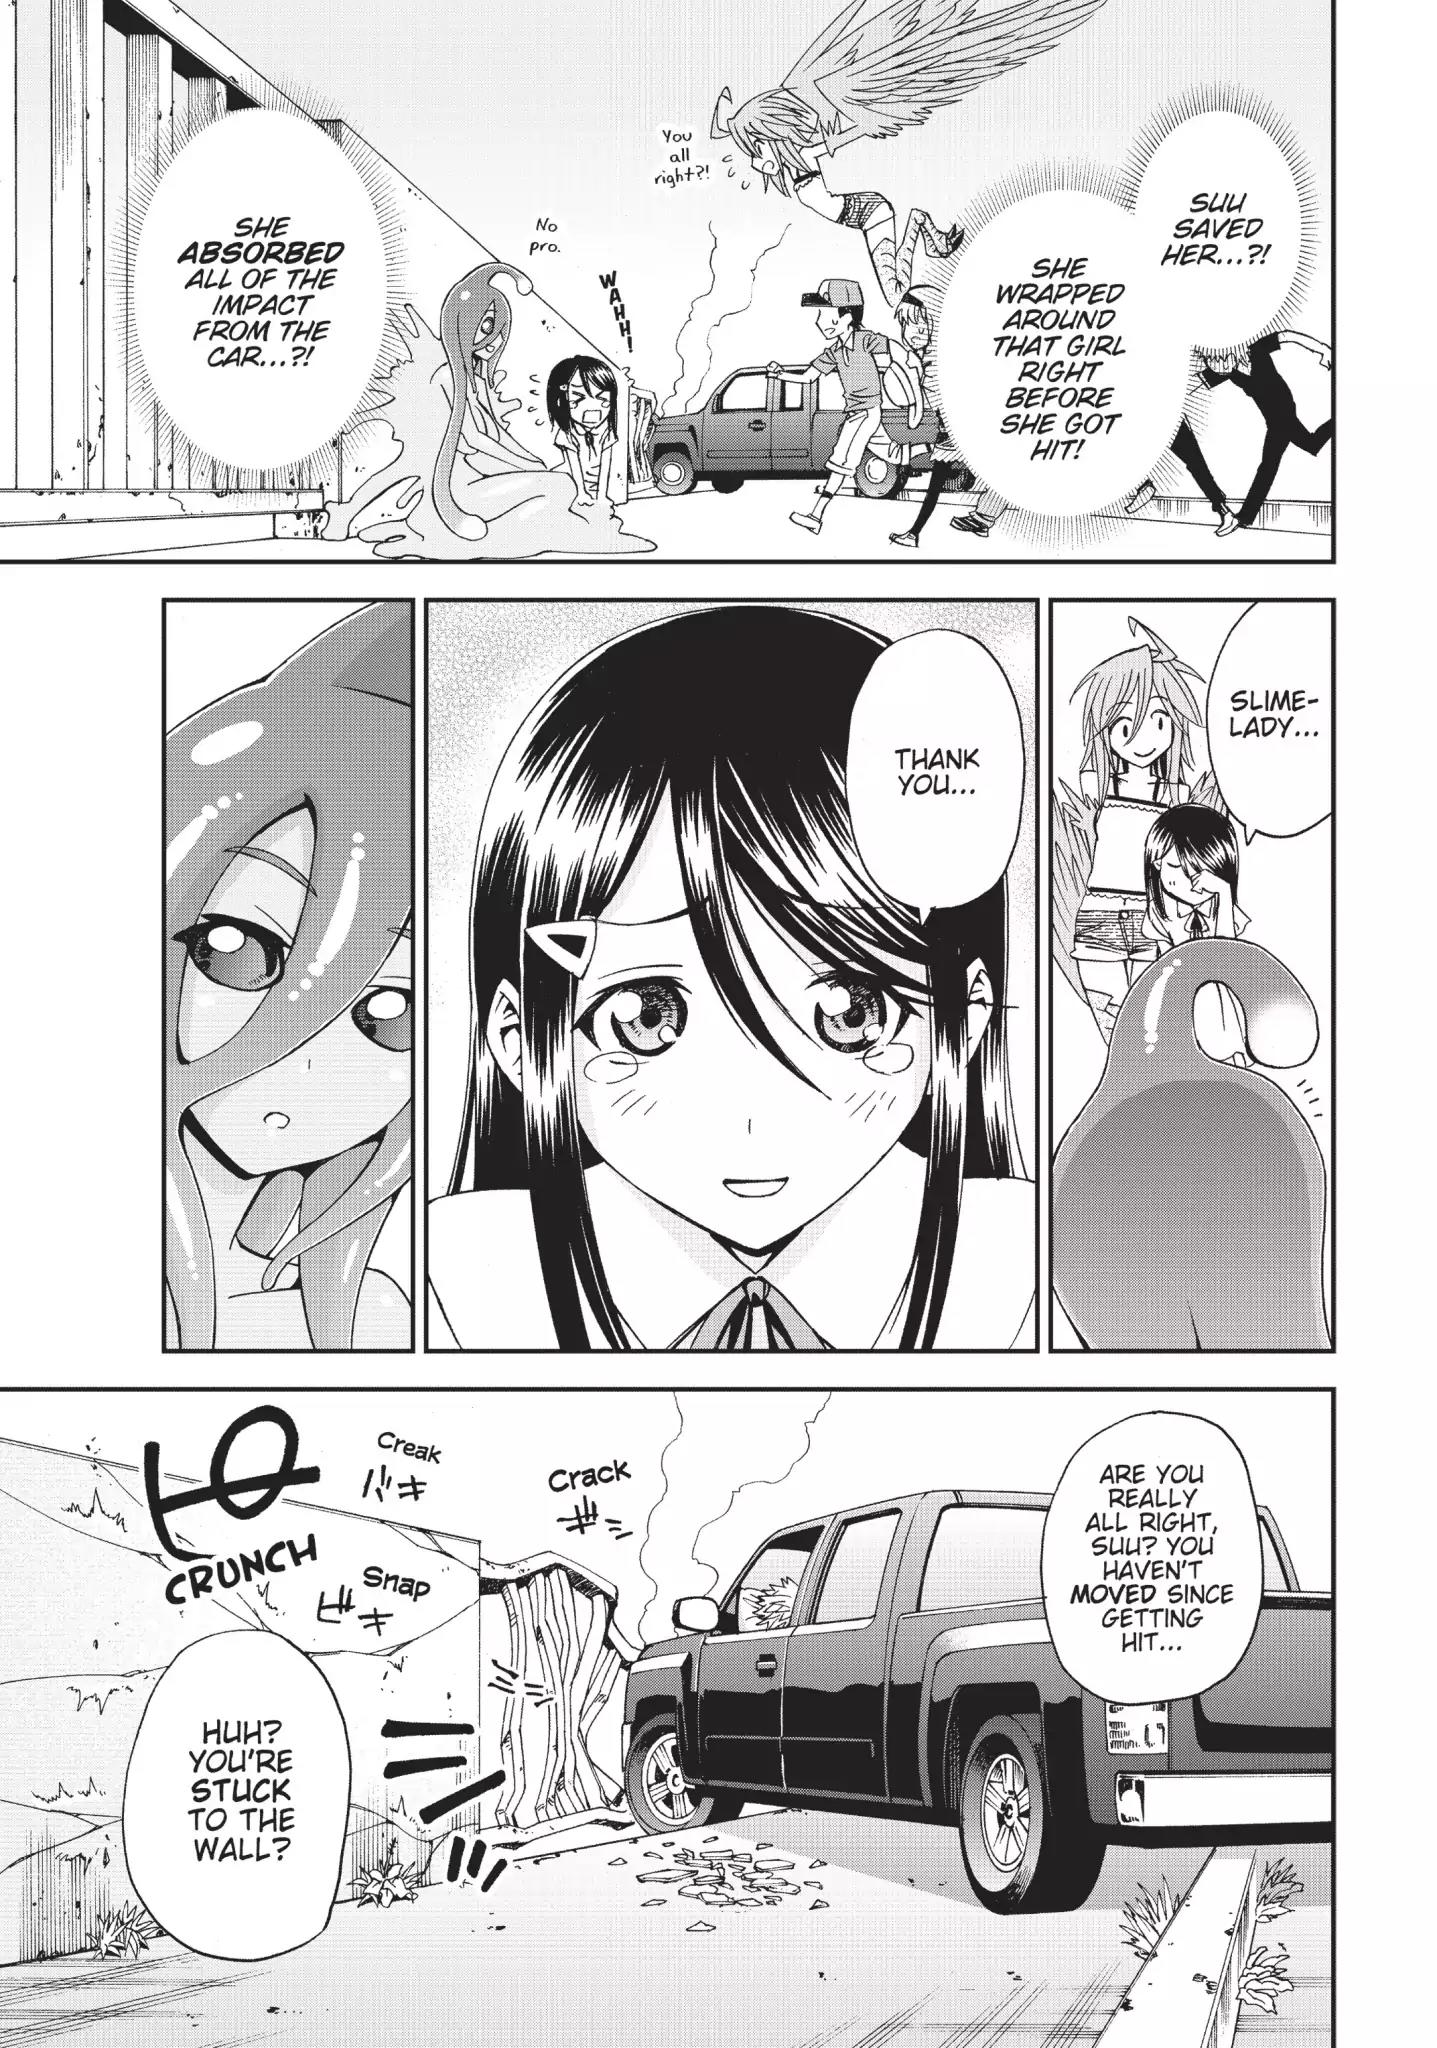 SUU
SAVED
HER...?!
SHE
WRAPPED
AROUND
THAT GIRL
RIGHT
BEFORE
SHE GOT
HIT!
You
all
right?!
WAHH!
No
pro.
SHE
ABSORBED
ALL OF THE
IMPACT
FROM THE
CAR...?!
SLIME-
LADY...
THANK
YOU...
ARE YOU
REALLY
ALL RIGHT,
SUU? YOU
HAVEN'T
MOVED SINCE
GETTING
HIT...
Crack
Creak
バキ
Snap
ビキ
CRUNCH
HUH?
YOU'RE
STUCK
TO THE
WALL?